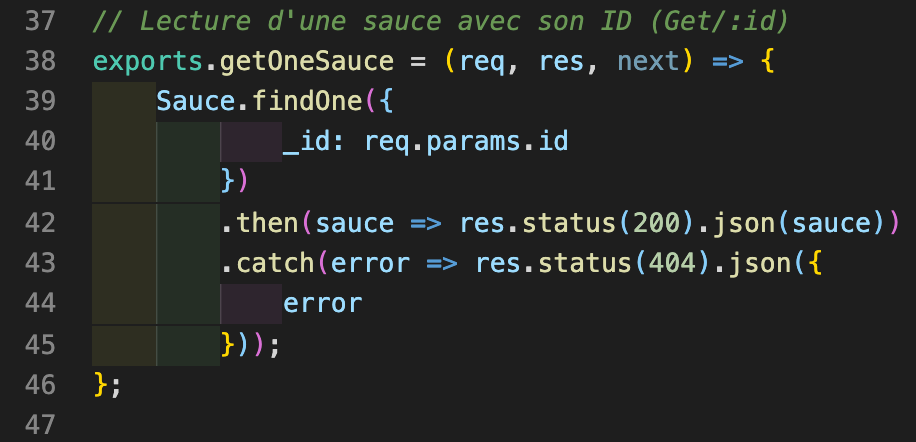 37 // Lecture d'une sauce avec son ID (Get/:id)
38 exports.getOneSauce = (req, res, next) => {
39 Sauce.findOne({
40 _id: req.params.id
41 })
42 .then(sauce => res.status(200).json(sauce))
43 .catch(error => res.status(404).json({
44 error
45 }));
46 };
47